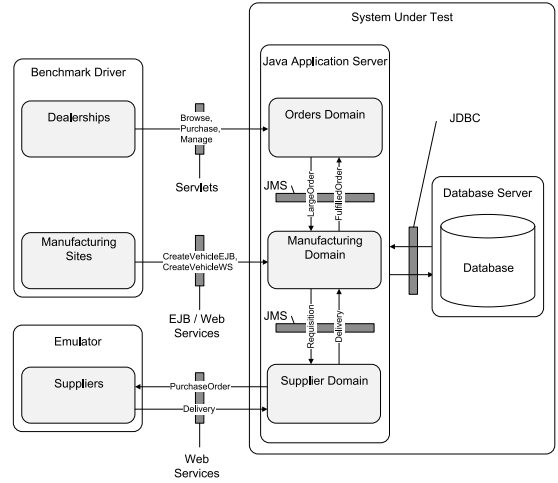 System Under Test
Benchmark Driver
Java Application Server
Dealerships
Browse,
Purchase,
Manage
Orders Domain
JDBC
Servlets
JMS
LargeOrder
FulfilledOrder
Database Server
Manufacturing
Sites
CreateVehicleEJB,
CreateVehicleWS
Manufacturing
Domain
Database
EJB / Web
Services
JMS
Requisition
Delivery
Emulator
Suppliers
PurchaseOrder
Delivery
Supplier Domain
Web
Services